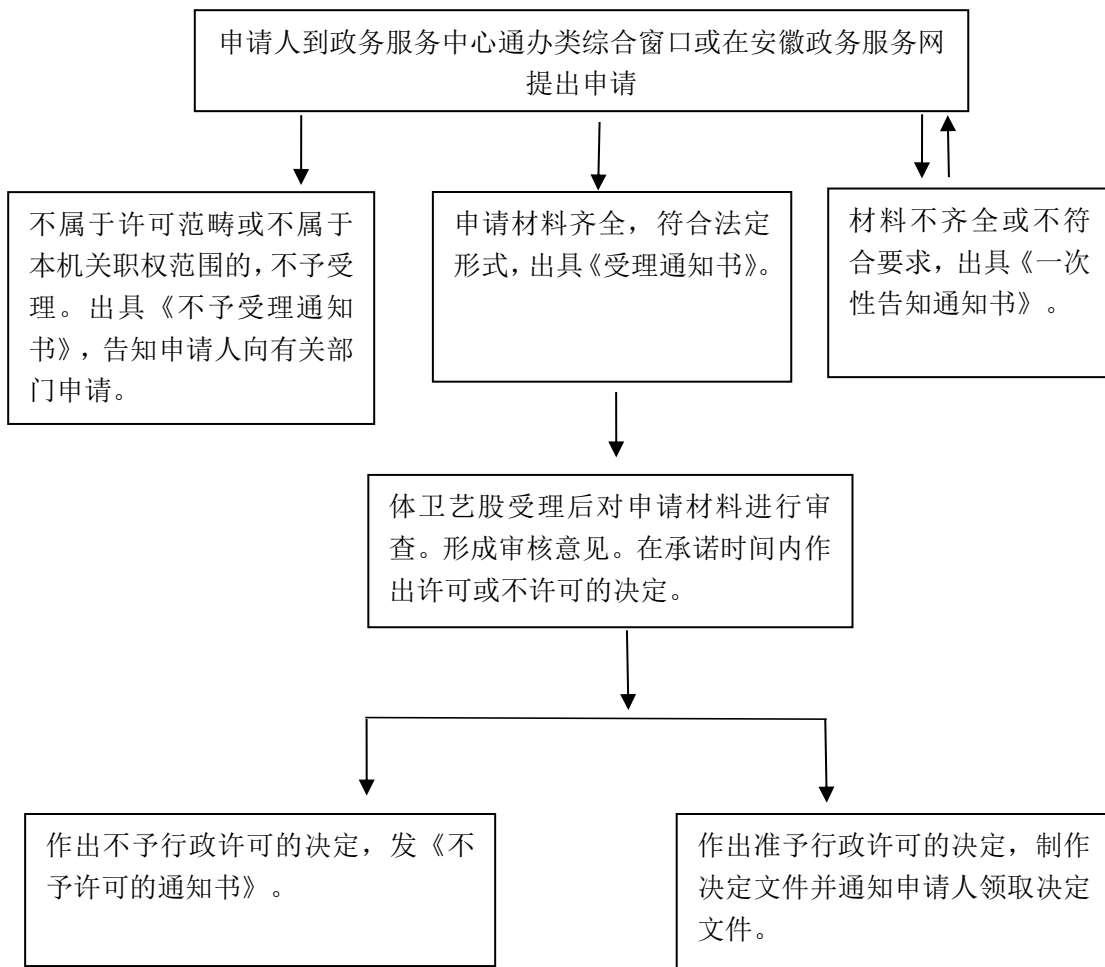 申请人到政务服务中心通办类综合窗口或在安徽政务服务网
提出申请
不属于许可范畴或不属于
本机关职权范围的，不予受
理。出具《不予受理通知
书》，告知申请人向有关部
门申请。
申请材料齐全，符合法定
形式，出具《受理通知书》。
材料不齐全或不符
合要求，出具《一次
性告知通知书》。
体卫艺股受理后对申请材料进行审
查。形成审核意见。在承诺时间内作
出许可或不许可的决定。
作出不予行政许可的决定，发《不
予许可的通知书》。
作出准予行政许可的决定，制作
决定文件并通知申请人领取决定
文件。